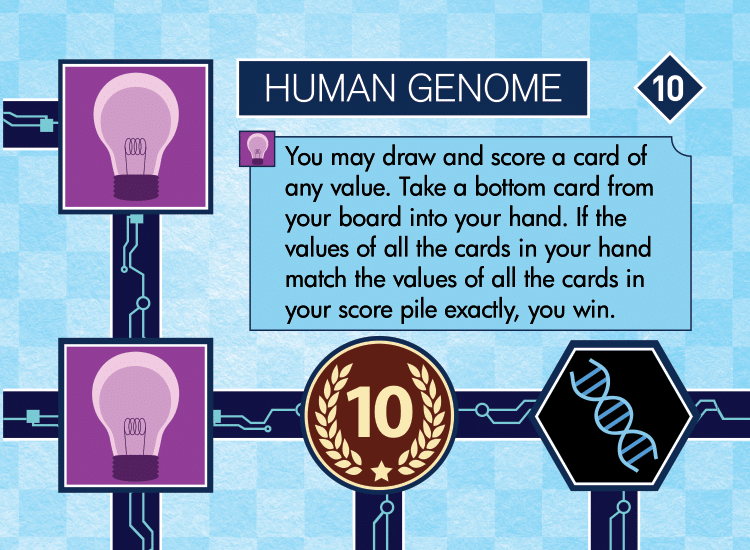 HUMAN GENOME
10
You may draw and score a card of
any value. Take a bottom card from
your board into your hand. If the
values of all the cards in your hand
match the values of all the cards in
your score pile exactly, you win.
10